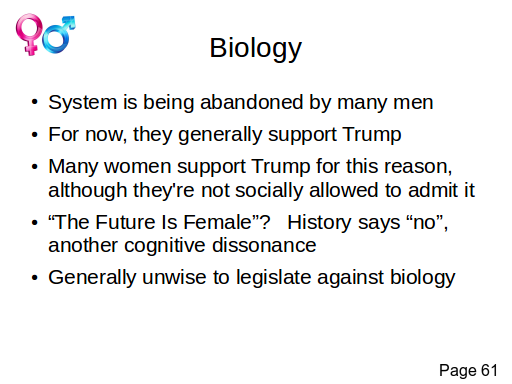 Biology
• System is being abandoned by many men
• For now, they generally support Trump
• Many women support Trump for this reason,
although they're not socially allowed to admit it
• “The Future Is Female”?   History says “no”,
another cognitive dissonance
• Generally unwise to legislate against biology
Page 61